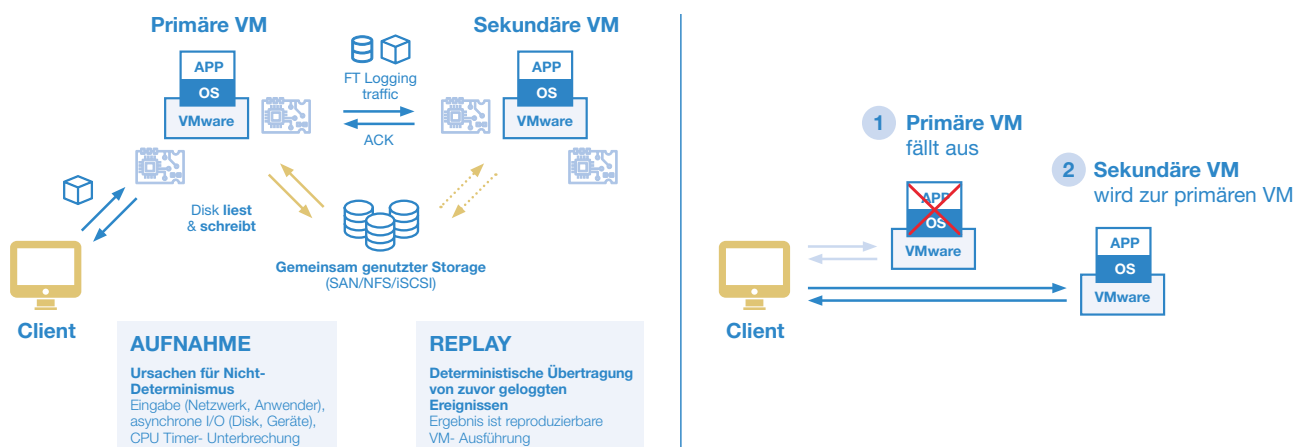 Primäre VM
APP
OS
VMware
FT Logging
traffic
ACK
Sekundäre VM
APP
OS
VMware
Disk liest
& schreibt
Gemeinsam genutzter Storage
(SAN/NFS/iSCSI)
Client
AUFNAHME
Ursachen für Nicht-
Determinismus
Eingabe (Netzwerk, Anwender),
asynchrone I/O (Disk, Geräte),
CPU Timer- Unterbrechung
REPLAY
Deterministische Übertragung
von zuvor geloggten
Ereignissen
Ergebnis ist reproduzierbare
VM- Ausführung
1 Primäre VM
fällt aus
APP
OS
VMware
2 Sekundäre VM
wird zur primären VM
APP
OS
VMware
Client